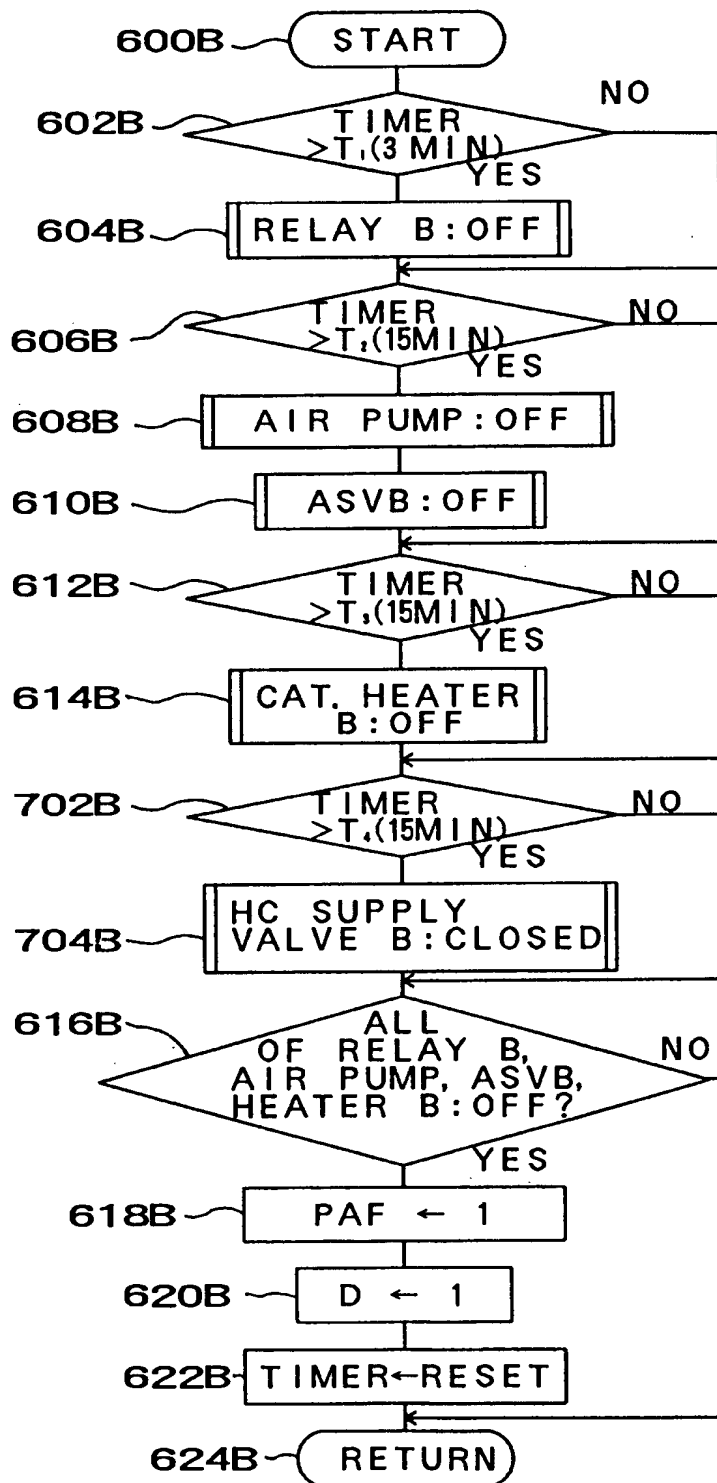 600B
START
602B
TIMER
>T₁(3 MIN)
NO
YES
604B
RELAY B:OFF
606B
TIMER
>T₂(15MIN)
NO
YES
608B
AIR PUMP:OFF
610B
ASVB:OFF
612B
TIMER
>T₃(15MIN)
NO
YES
614B
CAT. HEATER
B:OFF
702B
TIMER
>T₄(15MIN)
NO
YES
704B
HC SUPPLY
VALVE B:CLOSED
616B
ALL
OF RELAY B,
AIR PUMP, ASVB,
HEATER B:OFF?
NO
YES
618B
PAF ← 1
620B
D ← 1
622B
TIMER←RESET
624B
RETURN